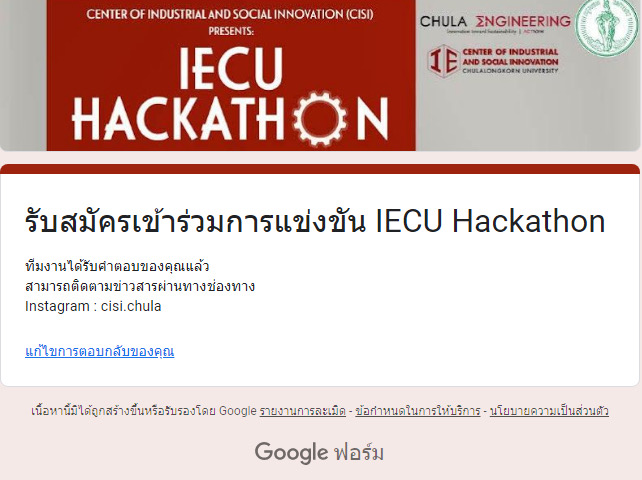 CENTER OF INDUSTRIAL AND SOCIAL INNOVATION (CISI)
PRESENTS:
IECU
HACKATHON
CHULA ΣNGINEERING
Innovation toward Sustainability
IE
CENTER OF INDUSTRIAL
AND SOCIAL INNOVATION
CHULALONGKORN UNIVERSITY
รับสมัครเข้าร่วมการแข่งขัน IECU Hackathon
ทีมงานได้รับคำตอบของคุณแล้ว
สามารถติดตามข่าวสารผ่านทางช่องทาง
Instagram : cisi.chula
แก้ไขการตอบกลับของคุณ
เนื้อหานี้มิได้ถูกสร้างขึ้นหรือรับรองโดย Google รายงานการละเมิด - ข้อกำหนดในการให้บริการ - นโยบายความเป็นส่วนตัว
Google ฟอร์ม